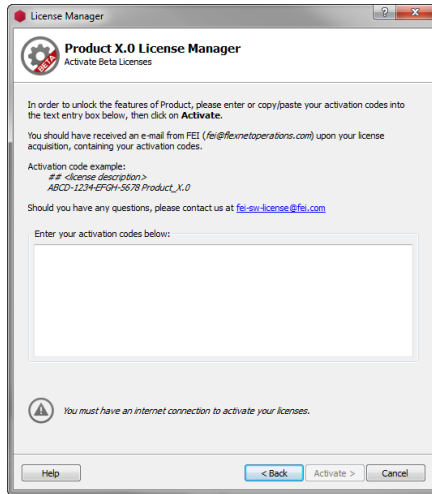 License Manager
Product X.0 License Manager
Activate Beta Licenses
BETA
In order to unlock the features of Product, please enter or copy/paste your activation codes into
the text entry box below, then click on Activate.
You should have received an e-mail from FEI (fei@flexnetoperations.com) upon your license
acquisition, containing your activation codes.
Activation code example:
## <license description>
ABCD-1234-EFGH-5678 Product_X.0
Should you have any questions, please contact us at fei-sw-license@fei.com
Enter your activation codes below:
You must have an internet connection to activate your licenses.
Help
< Back
Activate >
Cancel